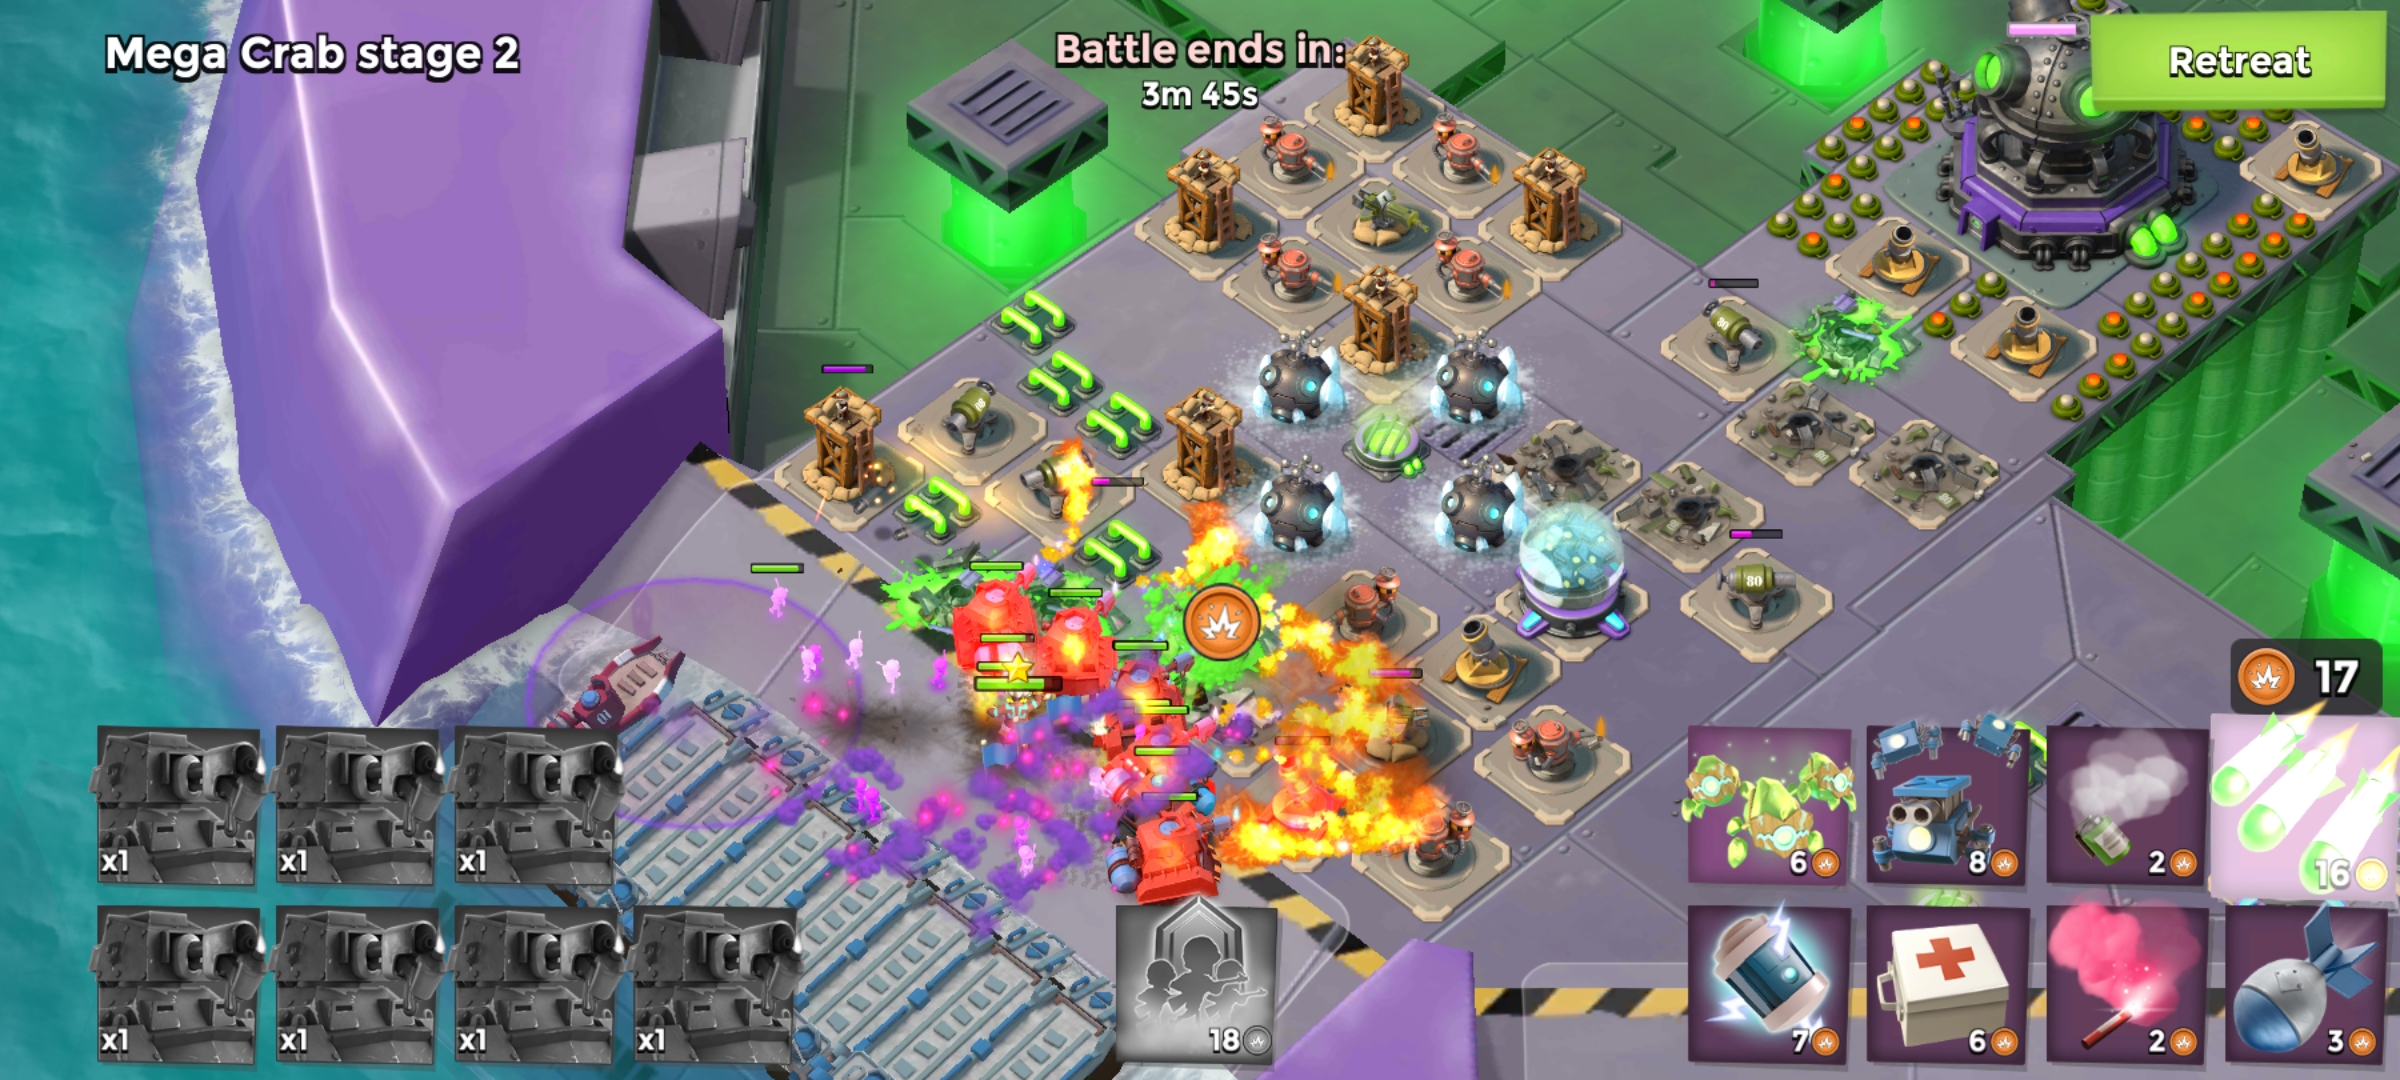 Mega Crab stage 2
Battle ends in:
3m 45s
Retreat
80
80
17
x1
x1
x1
6
8
2
16
x1
x1
x1
x1
18
7
6
2
3